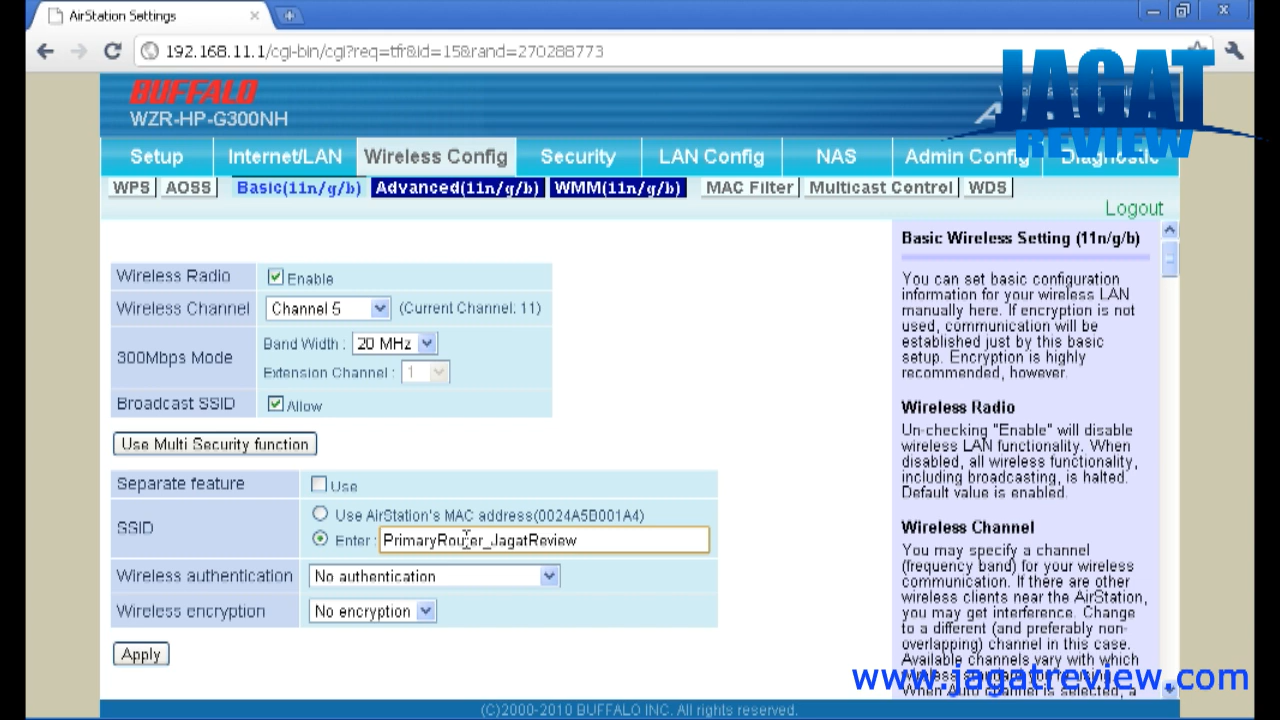 AirStation Settings
192.168.11.1/cgi-bin/cgi?req=tfr&id=15&rand=270288773
JAGAT
REVIEW
BUFFALO
WZR-HP-G300NH
Setup Internet/LAN Wireless Config Security LAN Config NAS Admin Config Diagnostic
WPS AOSS Basic(11n/g/b) Advanced(11n/g/b) WMM(11n/g/b) MAC Filter Multicast Control WDS
Logout
Wireless Radio Enable
Wireless Channel Channel 5 (Current Channel: 11)
300Mbps Mode
Band Width : 20 MHz
Extension Channel : 1
Broadcast SSID Allow
Use Multi Security function
Separate feature Use
SSID
Use AirStation's MAC address(0024A5B001A4)
Enter : PrimaryRouter_JagatReview
Wireless authentication No authentication
Wireless encryption No encryption
Apply
Basic Wireless Setting (11n/g/b)
You can set basic configuration
information for your wireless LAN
manually here. If encryption is not
used, communication will be
established just by this basic
setup. Encryption is highly
recommended, however.
Wireless Radio
Un-checking "Enable" will disable
wireless LAN functionality. When
disabled, all wireless functionality,
including broadcasting, is halted.
Default value is enabled.
Wireless Channel
You may specify a channel
(frequency band) for your wireless
communication. If there are other
wireless clients near the AirStation,
you may get interference. Change
to a different (and preferably non-
overlapping) channel in this case.
Available channels vary with which
www.jagatreview.com
When Auto channel is selected, a
(C)2000-2010 BUFFALO INC. All rights reserved.